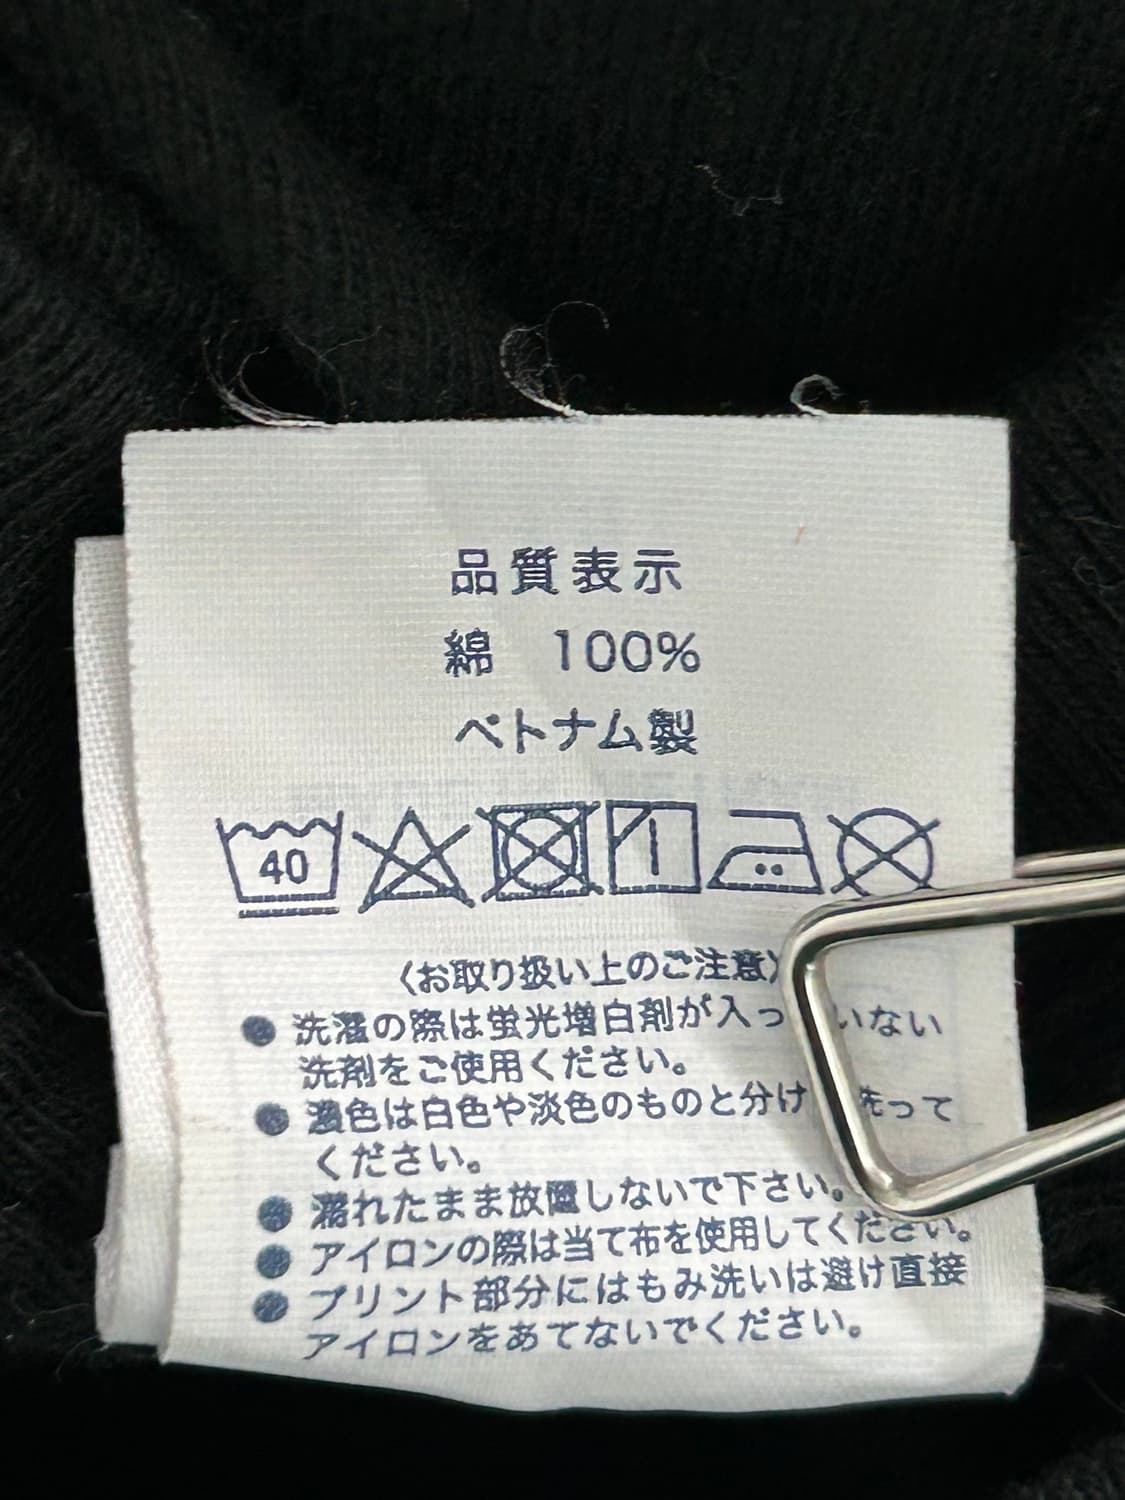 品質表示
綿 100%
ベトナム製
40
〈お取り扱い上のご注意〉
● 洗濯の際は蛍光増白剤が入っ いない
洗剤をご使用ください。
● 濃色は白色や淡色のものと分け 洗って
ください。
● 濡れたまま放置しないで下さい。
● アイロンの際は当て布を使用してください。
● プリント部分にはもみ洗いは避け直接
アイロンをあてないでください。